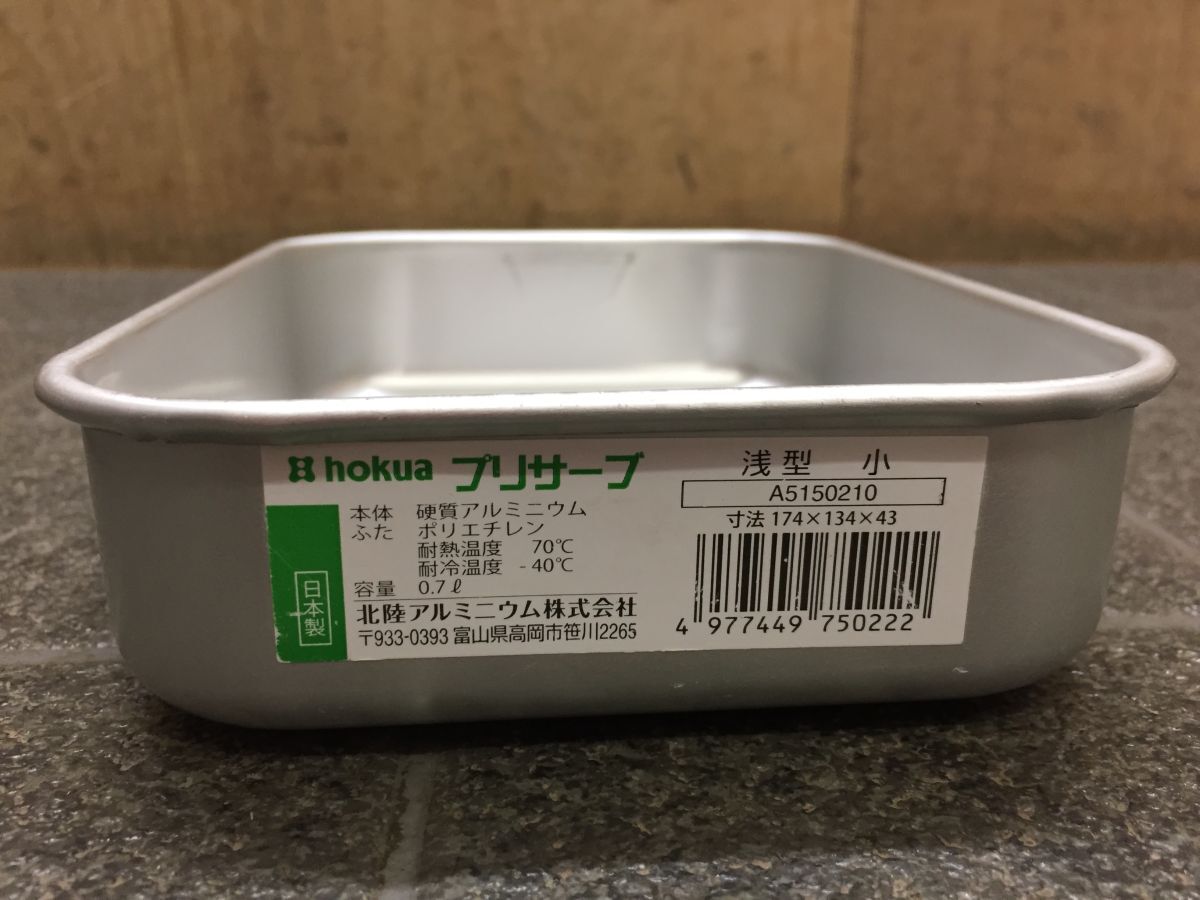 hokua プリサーブ
浅型 小
A5150210
寸法 174×134×43
本体 硬質アルミニウム
ふた ポリエチレン
耐熱温度 70℃
耐冷温度 -40℃
容量 0.7ℓ
日本製
北陸アルミニウム株式会社
〒933-0393 富山県高岡市笹川2265
4 977449 750222